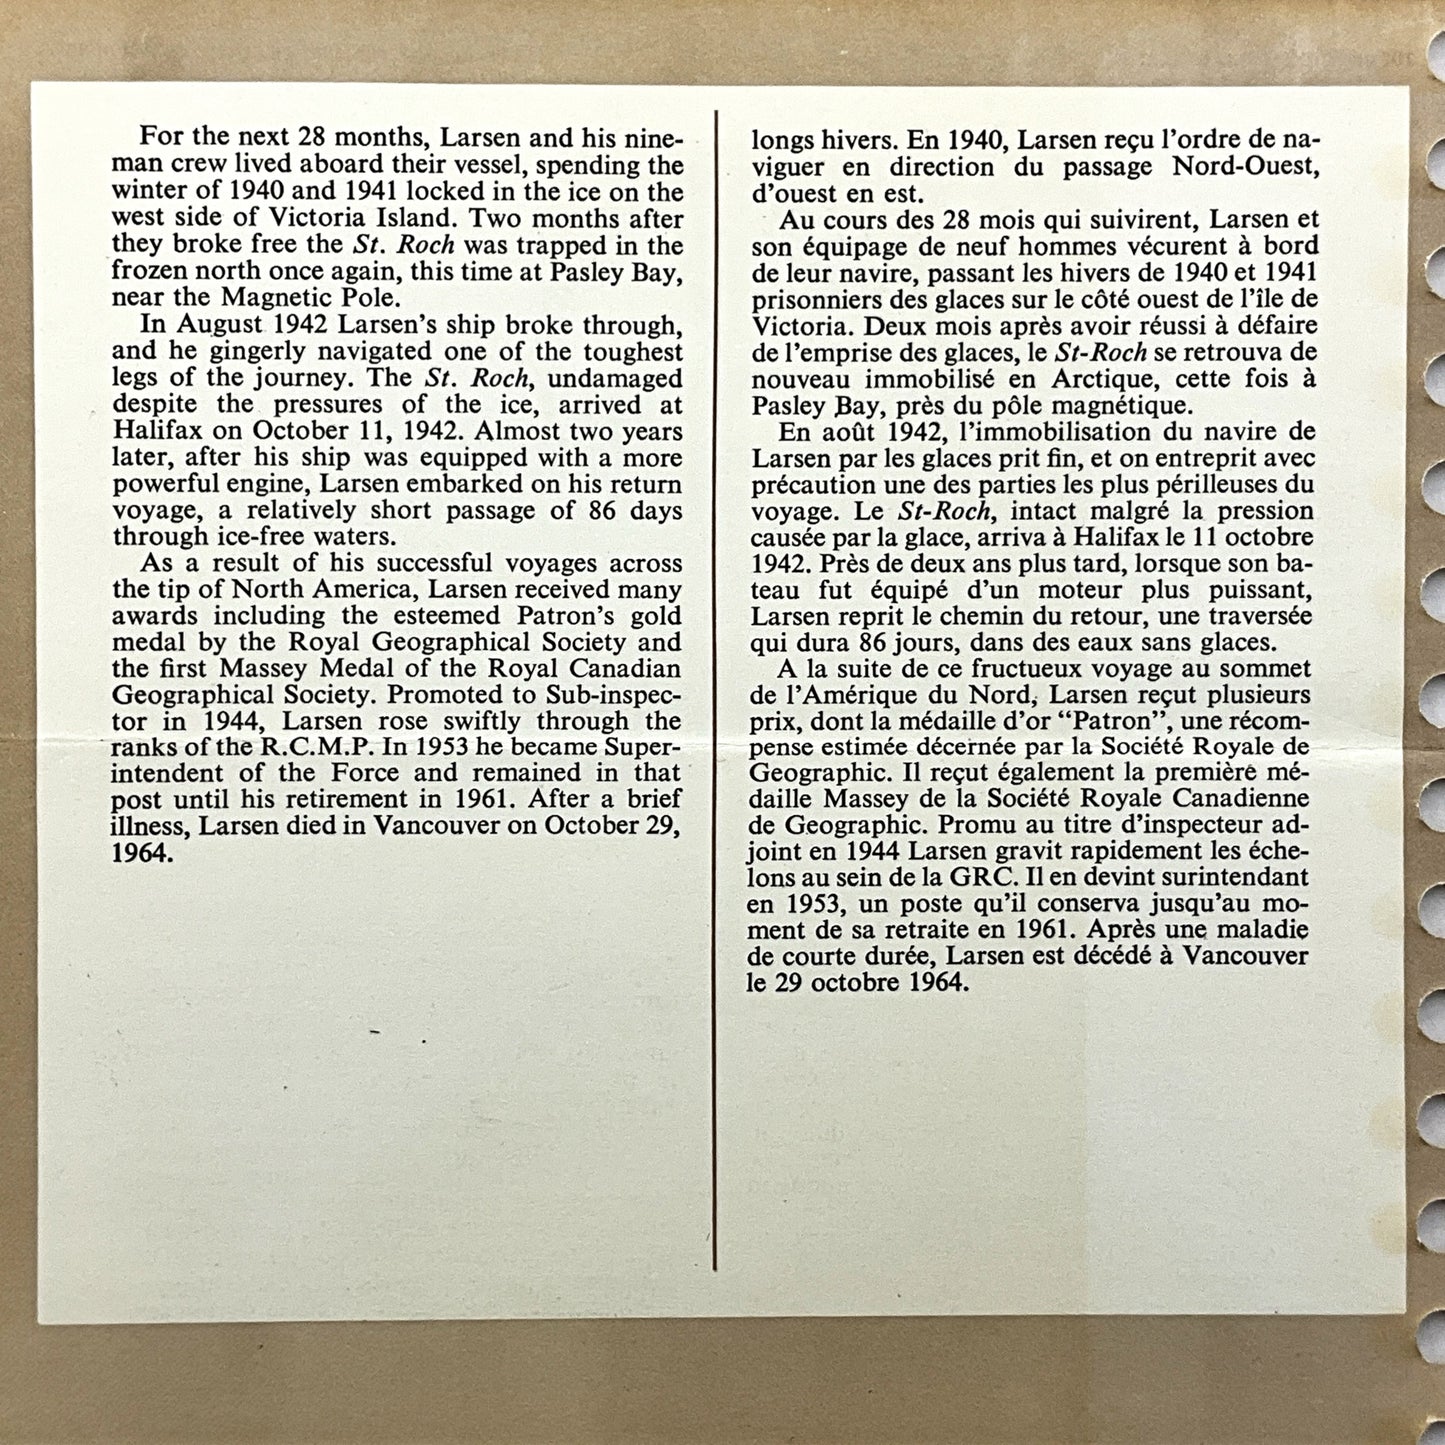 For the next 28 months, Larsen and his nine-
man crew lived aboard their vessel, spending the
winter of 1940 and 1941 locked in the ice on the
west side of Victoria Island. Two months after
they broke free the St. Roch was trapped in the
frozen north once again, this time at Pasley Bay,
near the Magnetic Pole.
In August 1942 Larsen's ship broke through,
and he gingerly navigated one of the toughest
legs of the journey. The St. Roch, undamaged
despite the pressures of the ice, arrived at
Halifax on October 11, 1942. Almost two years
later, after his ship was equipped with a more
powerful engine, Larsen embarked on his return
voyage, a relatively short passage of 86 days
through ice-free waters.
As a result of his successful voyages across
the tip of North America, Larsen received many
awards including the esteemed Patron's gold
medal by the Royal Geographical Society and
the first Massey Medal of the Royal Canadian
Geographical Society. Promoted to Sub-inspec-
tor in 1944, Larsen rose swiftly through the
ranks of the R.C.M.P. In 1953 he became Super-
intendent of the Force and remained in that
post until his retirement in 1961. After a brief
illness, Larsen died in Vancouver on October 29,
1964.
longs hivers. En 1940, Larsen reçu l'ordre de na-
viguer en direction du passage Nord-Ouest,
d'ouest en est.
Au cours des 28 mois qui suivirent, Larsen et
son équipage de neuf hommes vécurent à bord
de leur navire, passant les hivers de 1940 et 1941
prisonniers des glaces sur le côté ouest de l'île de
Victoria. Deux mois après avoir réussi à défaire
de l'emprise des glaces, le St-Roch se retrouva de
nouveau immobilisé en Arctique, cette fois à
Pasley Bay, près du pôle magnétique.
En août 1942, l'immobilisation du navire de
Larsen par les glaces prit fin, et on entreprit avec
précaution une des parties les plus périlleuses du
voyage. Le St-Roch, intact malgré la pression
causée par la glace, arriva à Halifax le 11 octobre
1942. Près de deux ans plus tard, lorsque son ba-
teau fut équipé d'un moteur plus puissant,
Larsen reprit le chemin du retour, une traversée
qui dura 86 jours, dans des eaux sans glaces.
A la suite de ce fructueux voyage au sommet
de l'Amérique du Nord, Larsen reçut plusieurs
prix, dont la médaille d'or "Patron", une récom-
pense estimée décernée par la Société Royale de
Geographic. Il reçut également la première mé-
daille Massey de la Société Royale Canadienne
de Geographic. Promu au titre d'inspecteur ad-
joint en 1944 Larsen gravit rapidement les éche-
lons au sein de la GRC. Il en devint surintendant
en 1953, un poste qu'il conserva jusqu'au mo-
ment de sa retraite en 1961. Après une maladie
de courte durée, Larsen est décédé à Vancouver
le 29 octobre 1964.